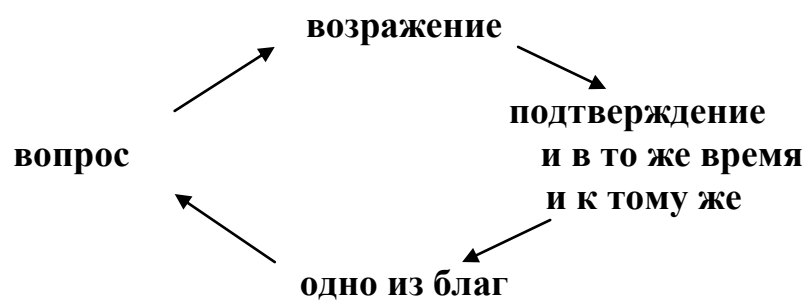 возражение
подтверждение
вопрос
и в то же время
и к тому же
одно из благ